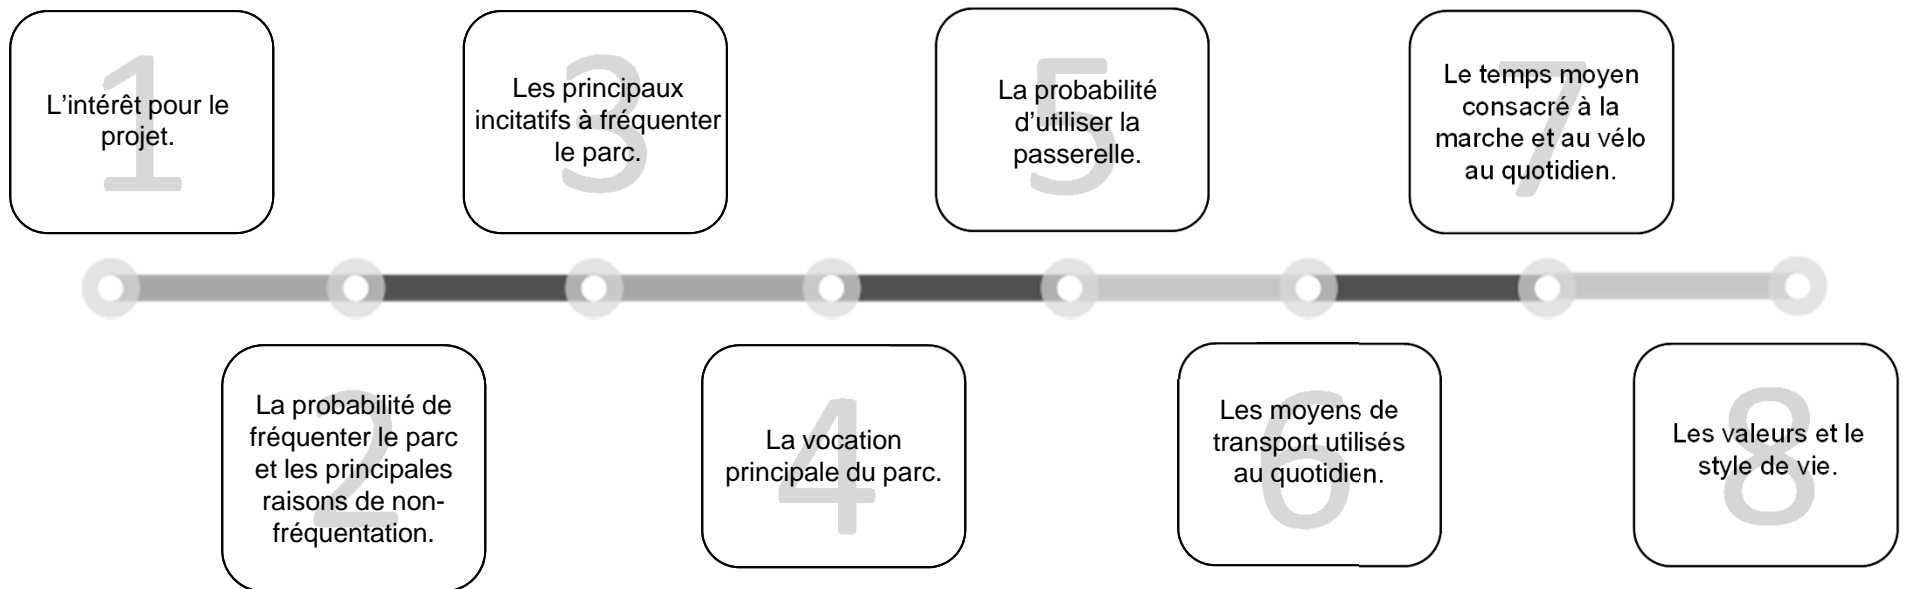 1
L'intérêt pour le
projet.
2
La probabilité de
fréquenter le parc
et les principales
raisons de non-
fréquentation.
3
Les principaux
incitatifs à fréquenter
le parc.
4
La vocation
principale du parc.
5
La probabilité
d'utiliser la
passerelle.
6
Les moyens de
transport utilisés
au quotidien.
7
Le temps moyen
consacré à la
marche et au vélo
au quotidien.
8
Les valeurs et le
style de vie.